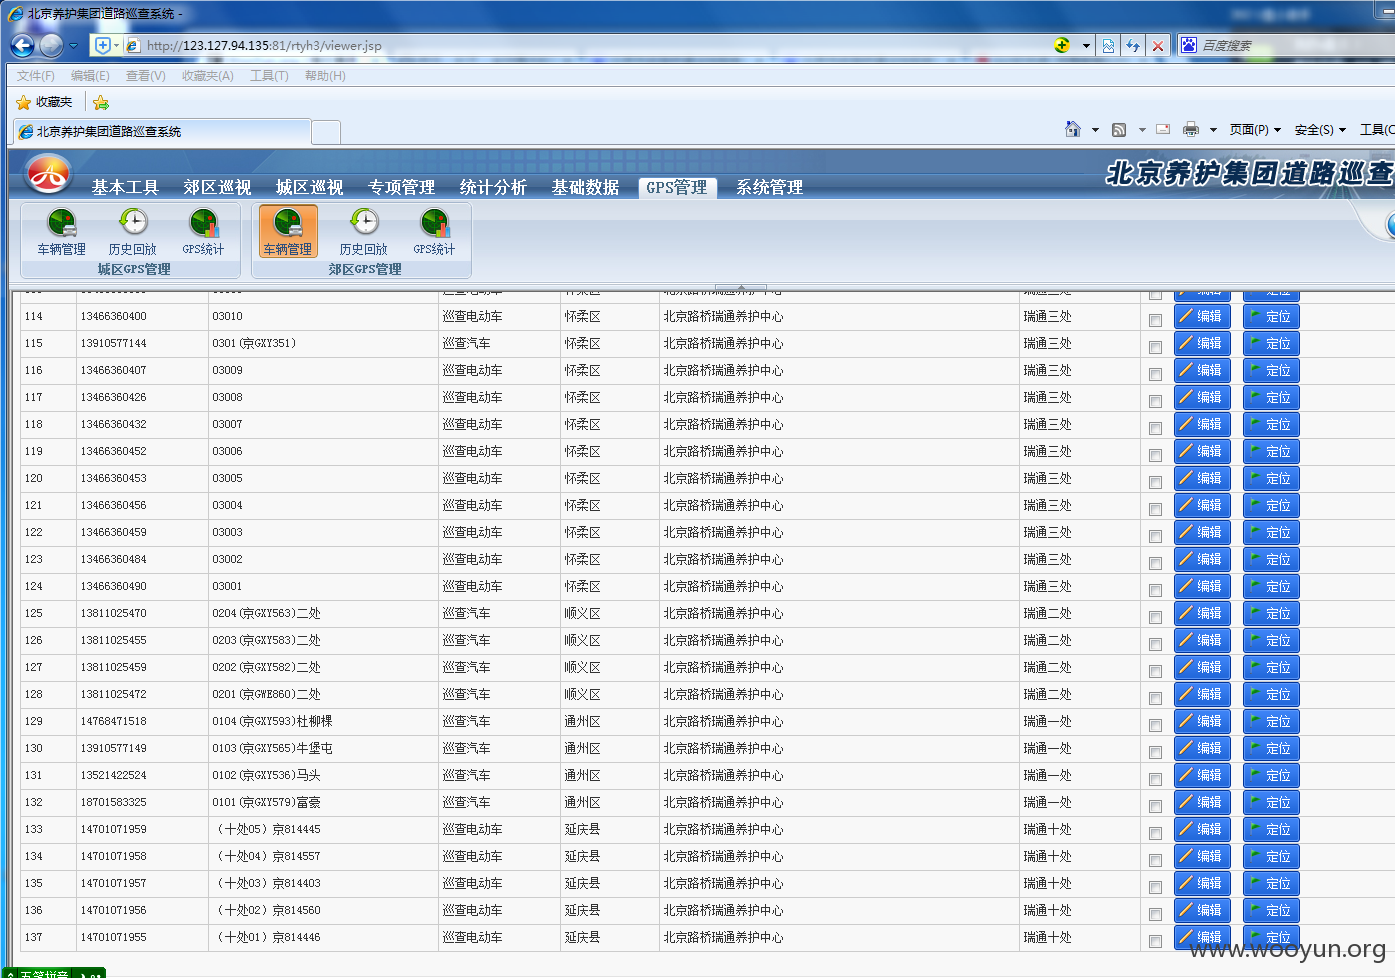 北京养护集团道路巡查系统 -
http://123.127.94.135:81/rtyh3/viewer.jsp
百度搜索
文件(F) 编辑(E) 查看(V) 收藏夹(A) 工具(T) 帮助(H)
收藏夹
北京养护集团道路巡查系统
页面(P) 安全(S) 工具(O
北京养护集团道路巡查
基本工具 郊区巡视 城区巡视 专项管理 统计分析 基础数据 GPS管理 系统管理
车辆管理 历史回放 GPS统计 车辆管理 历史回放 GPS统计
城区GPS管理 郊区GPS管理
114 13466360400 03010 巡查电动车 怀柔区 北京路桥瑞通养护中心 瑞通三处 编辑 定位
115 13910577144 0301(京GXY351) 巡查汽车 怀柔区 北京路桥瑞通养护中心 瑞通三处 编辑 定位
116 13466360407 03009 巡查电动车 怀柔区 北京路桥瑞通养护中心 瑞通三处 编辑 定位
117 13466360426 03008 巡查电动车 怀柔区 北京路桥瑞通养护中心 瑞通三处 编辑 定位
118 13466360432 03007 巡查电动车 怀柔区 北京路桥瑞通养护中心 瑞通三处 编辑 定位
119 13466360452 03006 巡查电动车 怀柔区 北京路桥瑞通养护中心 瑞通三处 编辑 定位
120 13466360453 03005 巡查电动车 怀柔区 北京路桥瑞通养护中心 瑞通三处 编辑 定位
121 13466360456 03004 巡查电动车 怀柔区 北京路桥瑞通养护中心 瑞通三处 编辑 定位
122 13466360459 03003 巡查电动车 怀柔区 北京路桥瑞通养护中心 瑞通三处 编辑 定位
123 13466360484 03002 巡查电动车 怀柔区 北京路桥瑞通养护中心 瑞通三处 编辑 定位
124 13466360490 03001 巡查电动车 怀柔区 北京路桥瑞通养护中心 瑞通三处 编辑 定位
125 13811025470 0204(京GXY563)二处 巡查汽车 顺义区 北京路桥瑞通养护中心 瑞通二处 编辑 定位
126 13811025455 0203(京GXY583)二处 巡查汽车 顺义区 北京路桥瑞通养护中心 瑞通二处 编辑 定位
127 13811025459 0202(京GXY582)二处 巡查汽车 顺义区 北京路桥瑞通养护中心 瑞通二处 编辑 定位
128 13811025472 0201(京GWE860)二处 巡查汽车 顺义区 北京路桥瑞通养护中心 瑞通二处 编辑 定位
129 14768471518 0104(京GXY593)杜柳棵 巡查汽车 通州区 北京路桥瑞通养护中心 瑞通一处 编辑 定位
130 13910577149 0103(京GXY565)牛堡屯 巡查汽车 通州区 北京路桥瑞通养护中心 瑞通一处 编辑 定位
131 13521422524 0102(京GXY536)马头 巡查汽车 通州区 北京路桥瑞通养护中心 瑞通一处 编辑 定位
132 18701583325 0101(京GXY579)富豪 巡查汽车 通州区 北京路桥瑞通养护中心 瑞通一处 编辑 定位
133 14701071959 （十处05）京814445 巡查电动车 延庆县 北京路桥瑞通养护中心 瑞通十处 编辑 定位
134 14701071958 （十处04）京814557 巡查电动车 延庆县 北京路桥瑞通养护中心 瑞通十处 编辑 定位
135 14701071957 （十处03）京814403 巡查电动车 延庆县 北京路桥瑞通养护中心 瑞通十处 编辑 定位
136 14701071956 （十处02）京814560 巡查电动车 延庆县 北京路桥瑞通养护中心 瑞通十处 编辑 定位
137 14701071955 （十处01）京814446 巡查电动车 延庆县 北京路桥瑞通养护中心 瑞通十处 编辑 定位
www.wooyun.org
五笔拼音